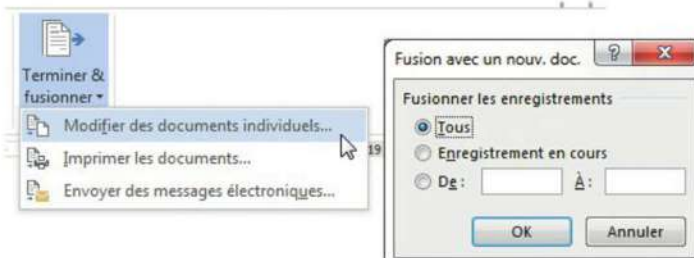 Terminer &
fusionner
Modifier des documents individuels...
Imprimer les documents...
Envoyer des messages électroniques...
19
Fusion avec un nouv. doc.
?
Fusionner les enregistrements
Tous
Enregistrement en cours
De : À :
OK Annuler